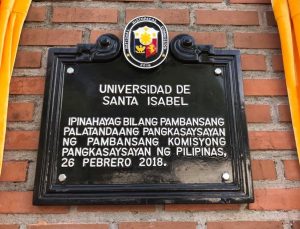 UNIVERSIDAD DE
SANTA ISABEL
IPINAHAYAG BILANG PAMBANSANG
PALATANDAANG PANGKASAYSAYAN
NG PAMBANSANG KOMISYONG
PANGKASAYSAYAN NG PILIPINAS,
26 PEBRERO 2018.